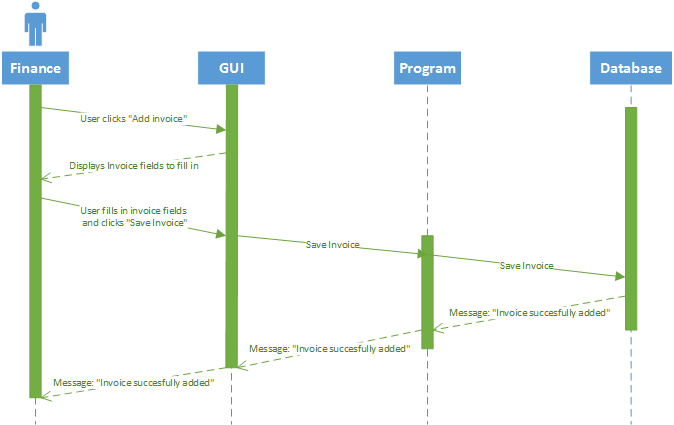 Finance
GUI
Program
Database
User clicks "Add invoice"
Displays Invoice fields to fill in
User fills in invoice fields
and clicks "Save Invoice"
Save Invoice
Save Invoice
Message: "Invoice succesfully added"
Message: "Invoice succesfully added"
Message: "Invoice succesfully added"